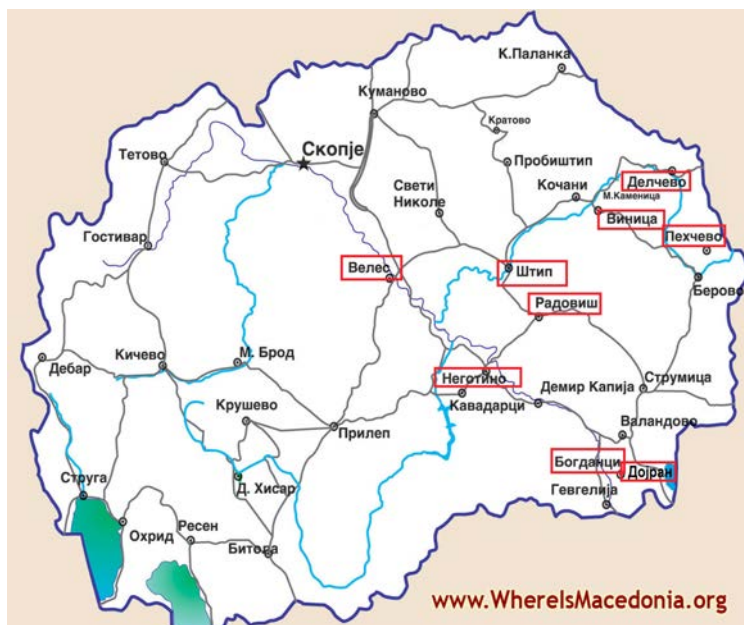 К.Паланка
Куманово
Кратово
Скопје
Тетово
Пробиштип
Делчево
Свети
Николе
Кочани
М.Каменица
Виница
Гостивар
Пехчево
Велес
Штип
Берово
Радовиш
Дебар
Кичево
М. Брод
Неготино
Струмица
Демир Капија
Кавадарци
Крушево
Прилеп
Валандово
Богданци
Дојран
Струга
Д. Хисар
Гевгелија
Охрид
Ресен
Битола
www.WhereIsMacedonia.org